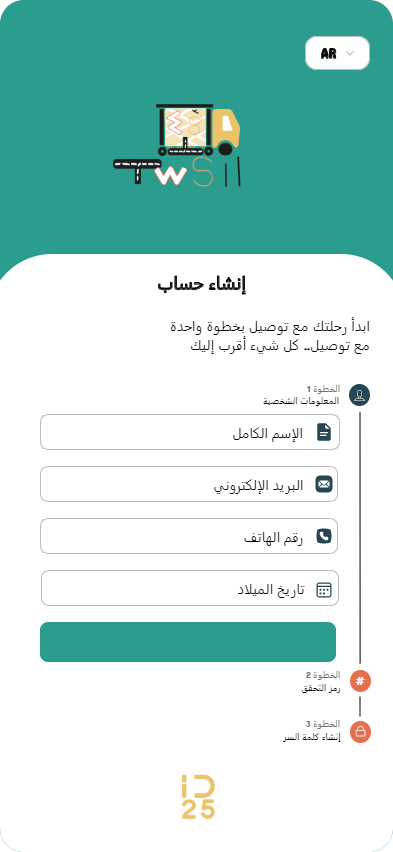 AR
TWSII
إنشاء حساب
ابدأ رحلتك مع توصيل بخطوة واحدة
مع توصيل.. كل شيء أقرب إليك
الخطوة 1
المعلومات الشخصية
الإسم الكامل
البريد الإلكتروني
رقم الهاتف
تاريخ الميلاد
#
الخطوة 2
رمز التحقق
الخطوة 3
إنشاء كلمة السر
ID
25